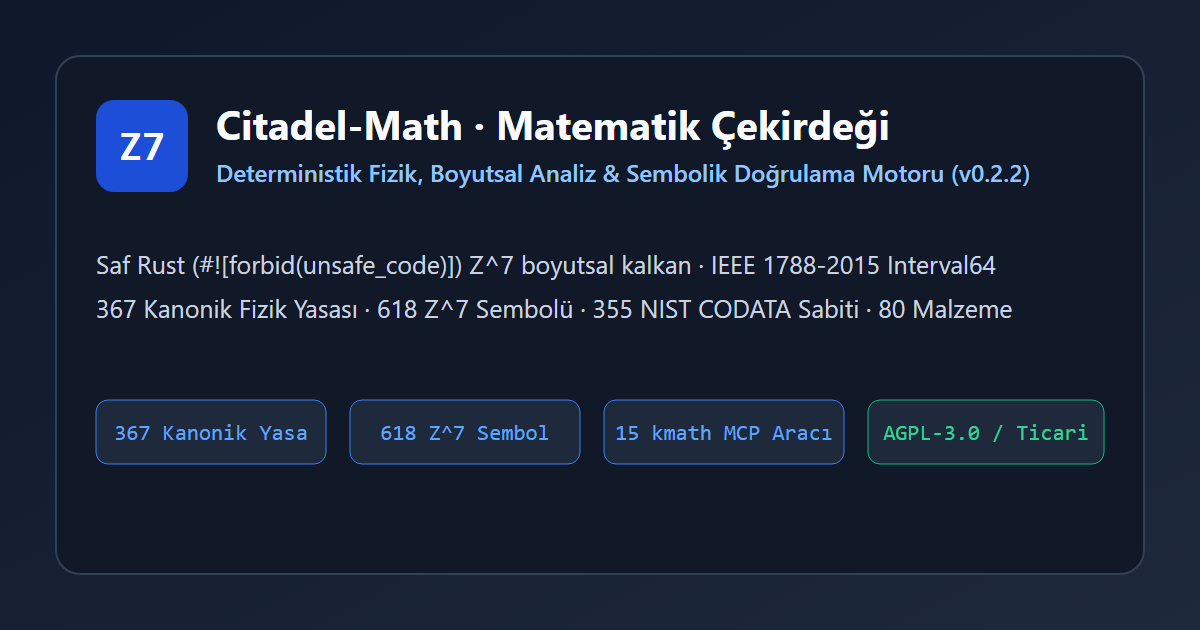 Z7
Citadel-Math · Matematik Çekirdeği
Deterministik Fizik, Boyutsal Analiz & Sembolik Doğrulama Motoru (v0.2.2)
Saf Rust (#![forbid(unsafe_code)]) Z^7 boyutsal kalkan · IEEE 1788-2015 Interval64
367 Kanonik Fizik Yasası · 618 Z^7 Sembolü · 355 NIST CODATA Sabiti · 80 Malzeme
367 Kanonik Yasa
618 Z^7 Sembol
15 kmath MCP Aracı
AGPL-3.0 / Ticari